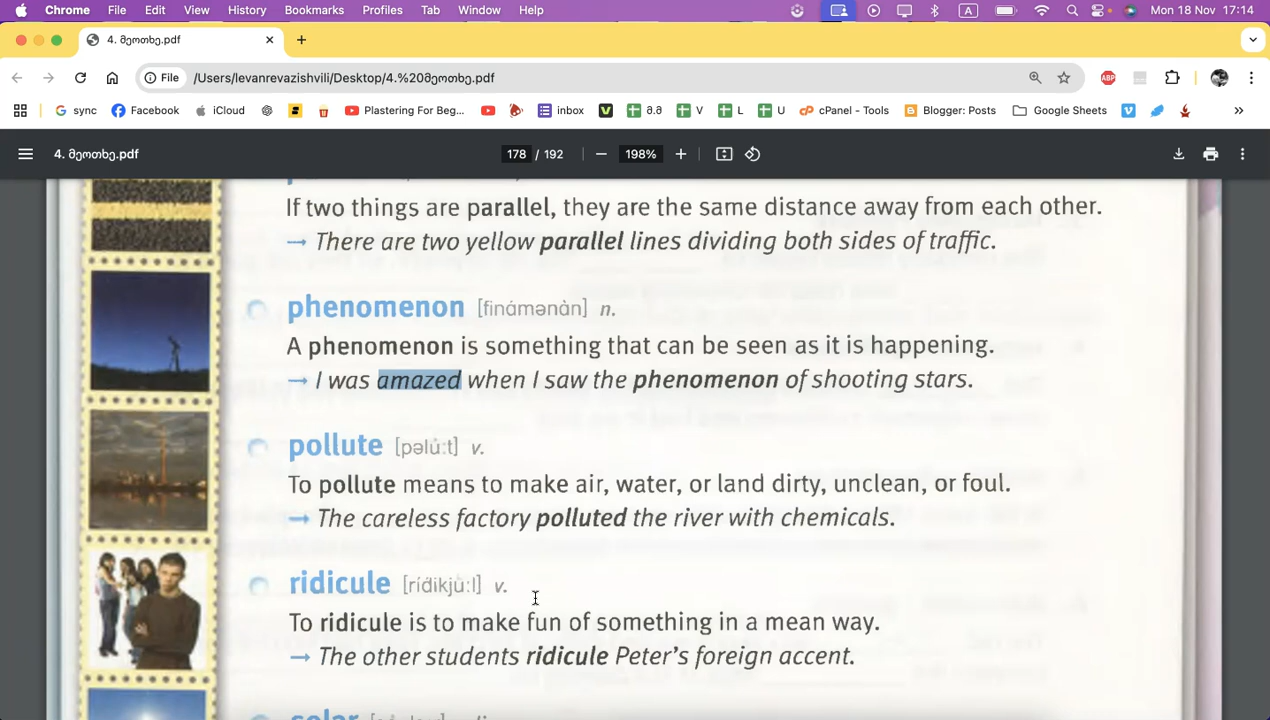 Chrome File Edit View History Bookmarks Profiles Tab Window Help A Mon 18 Nov 17:14
4. მეოთხე.pdf
File /Users/levanrevazishvili/Desktop/4.%20მეოთხე.pdf ABP
sync Facebook iCloud Plastering For Beg... inbox მ.მ V L U cPanel - Tools Blogger: Posts Google Sheets »
4. მეოთხე.pdf 178 / 192 198%
If two things are parallel, they are the same distance away from each other.
→ There are two yellow parallel lines dividing both sides of traffic.
phenomenon [finámənàn] n.
A phenomenon is something that can be seen as it is happening.
→ I was amazed when I saw the phenomenon of shooting stars.
pollute [pəlú:t] v.
To pollute means to make air, water, or land dirty, unclean, or foul.
→ The careless factory polluted the river with chemicals.
ridicule [rídikjù:l] v.
To ridicule is to make fun of something in a mean way.
→ The other students ridicule Peter's foreign accent.
solar